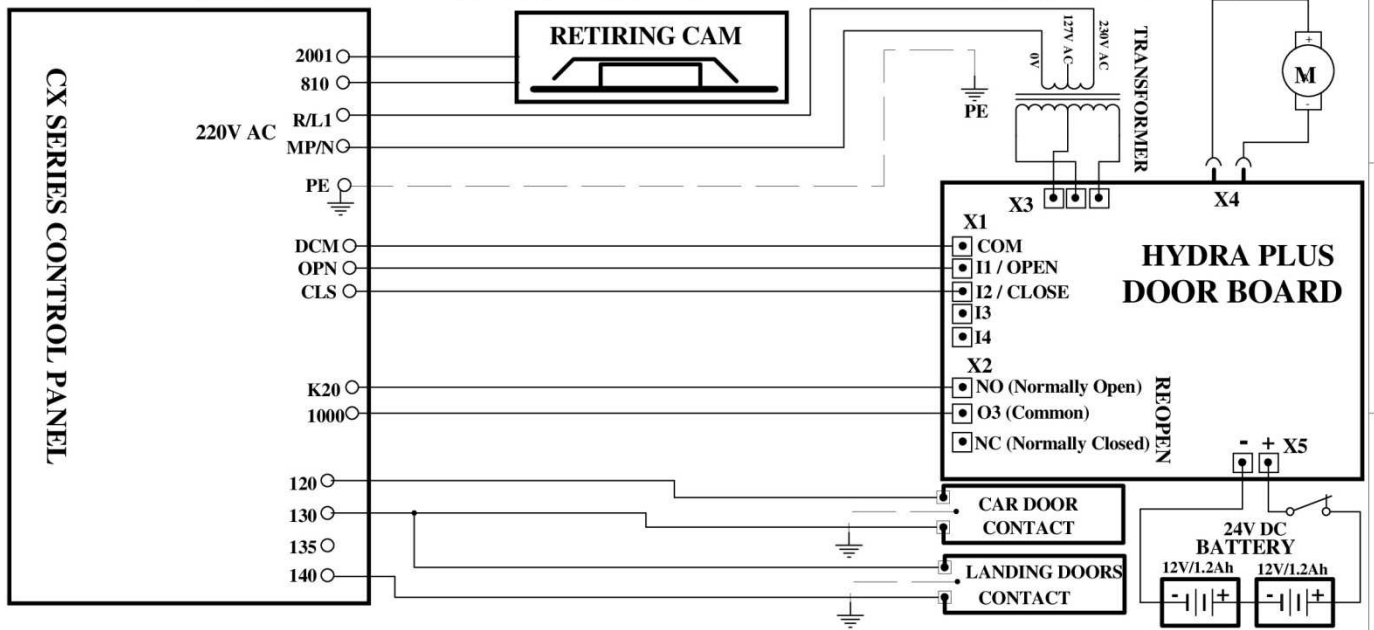 CX SERIES CONTROL PANEL
220V AC
2001
810
R/L1
MP/N
PE
DCM
OPN
CLS
K20
1000
120
130
135
140
RETIRING CAM
PE
0V
127V AC
230V AC
TRANSFORMER
+
M
-
X3
X4
X1
COM
I1 / OPEN
I2 / CLOSE
I3
I4
HYDRA PLUS
DOOR BOARD
X2
NO (Normally Open)
O3 (Common)
NC (Normally Closed)
REOPEN
- + X5
CAR DOOR
CONTACT
LANDING DOORS
CONTACT
24V DC
BATTERY
12V/1.2Ah 12V/1.2Ah
- + - +